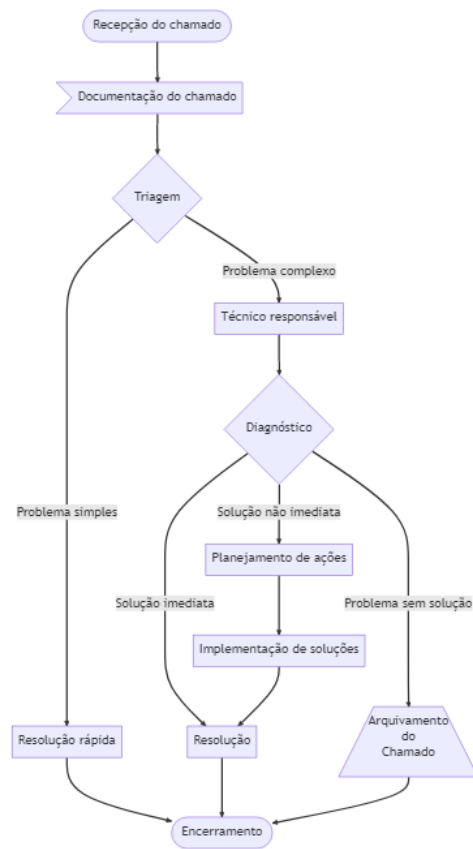 Recepção do chamado
Documentação do chamado
Triagem
Problema complexo
Técnico responsável
Diagnóstico
Problema simples
Solução não imediata
Planejamento de ações
Solução imediata
Problema sem solução
Implementação de soluções
Resolução rápida
Resolução
Arquivamento
do
Chamado
Encerramento